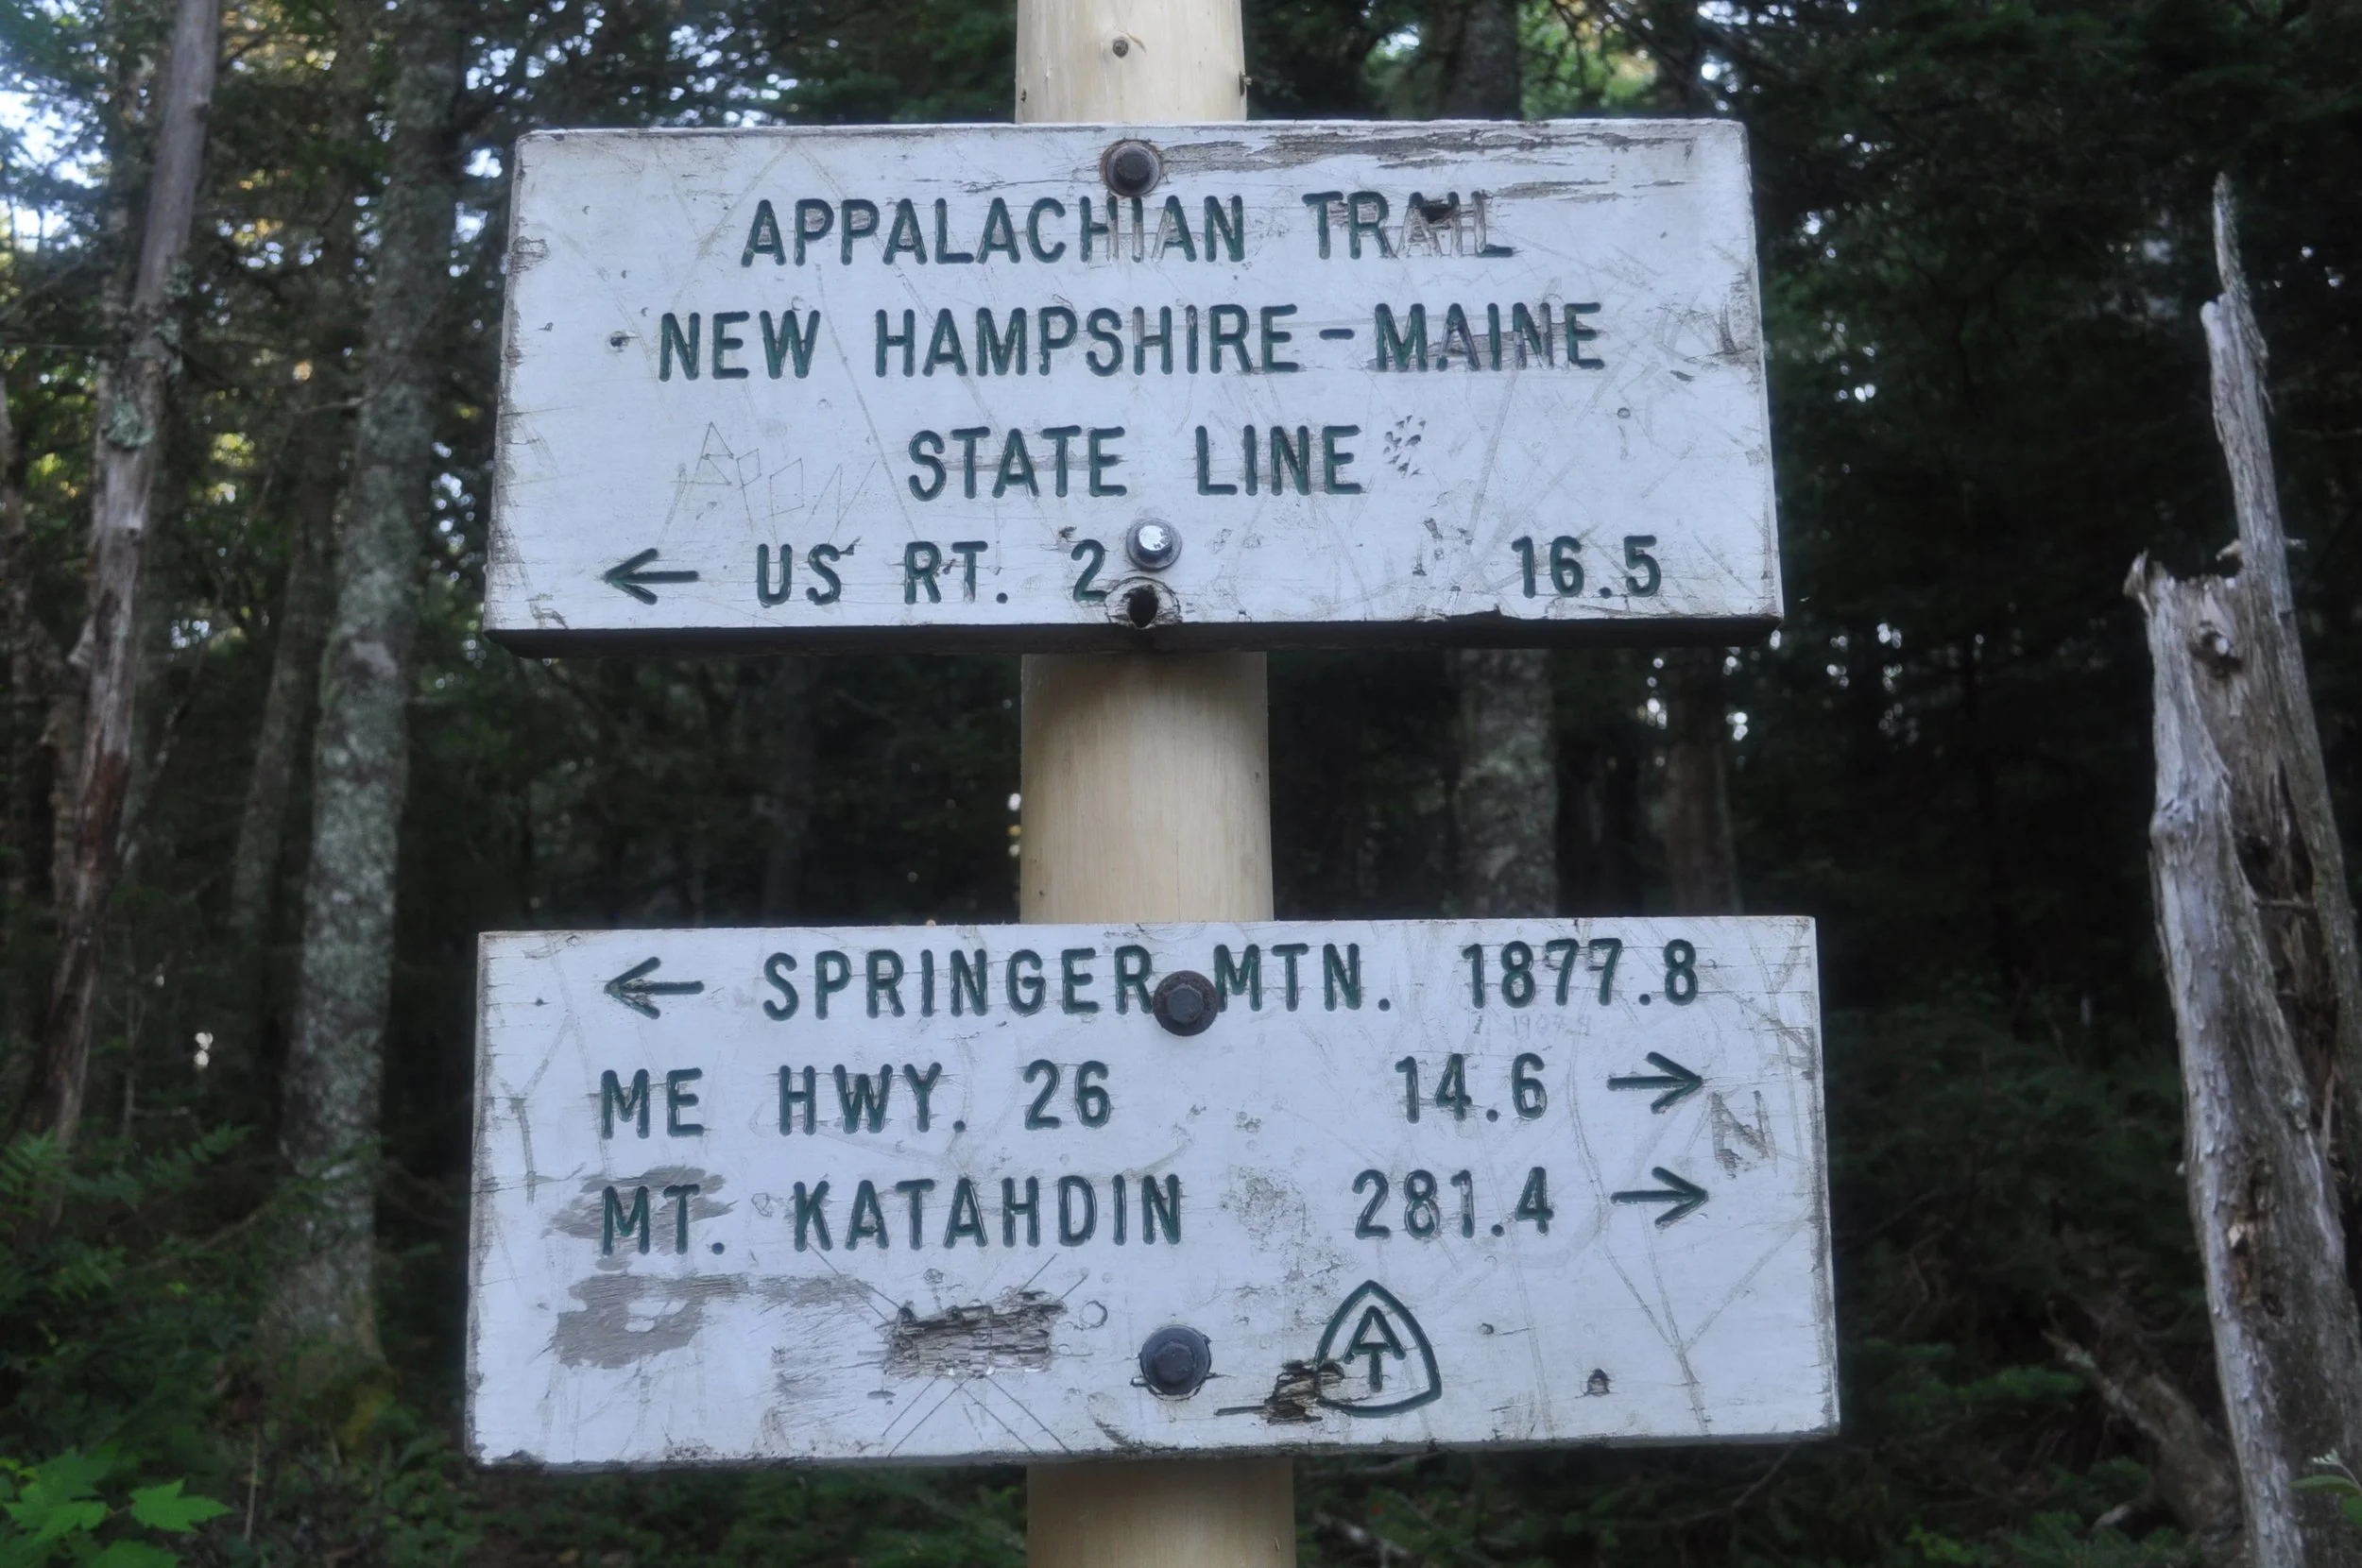 APPALACHIAN TRAIL
NEW HAMPSHIRE-MAINE
STATE LINE
← US RT. 2 16.5
← SPRINGER MTN. 1877.8
ME HWY. 26 14.6 →
MT. KATAHDIN 281.4 →
AT